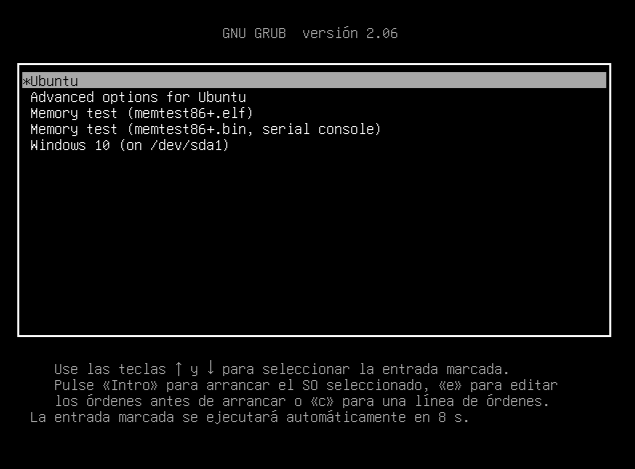 GNU GRUB  versión 2.06
*Ubuntu
Advanced options for Ubuntu
Memory test (memtest86+.elf)
Memory test (memtest86+.bin, serial console)
Windows 10 (on /dev/sda1)
Use las teclas ↑ y ↓ para seleccionar la entrada marcada.
Pulse «Intro» para arrancar el SO seleccionado, «e» para editar
los órdenes antes de arrancar o «c» para una línea de órdenes.
La entrada marcada se ejecutará automáticamente en 8 s.